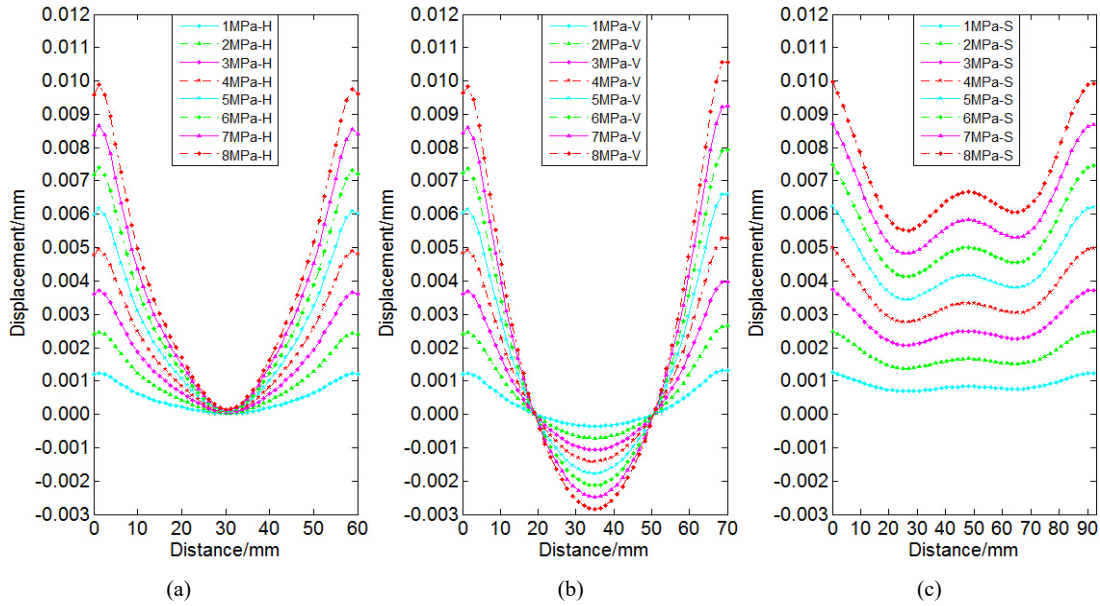 0.012
0.011
0.010
0.009
0.008
0.007
0.006
0.005
0.004
0.003
0.002
0.001
0.000
-0.001
-0.002
-0.003
Displacement/mm
1MPa-H
2MPa-H
3MPa-H
4MPa-H
5MPa-H
6MPa-H
7MPa-H
8MPa-H
0 10 20 30 40 50 60
Distance/mm
(a)
0.012
0.011
0.010
0.009
0.008
0.007
0.006
0.005
0.004
0.003
0.002
0.001
0.000
-0.001
-0.002
-0.003
Displacement/mm
1MPa-V
2MPa-V
3MPa-V
4MPa-V
5MPa-V
6MPa-V
7MPa-V
8MPa-V
0 10 20 30 40 50 60 70
Distance/mm
(b)
0.012
0.011
0.010
0.009
0.008
0.007
0.006
0.005
0.004
0.003
0.002
0.001
0.000
-0.001
-0.002
-0.003
Displacement/mm
1MPa-S
2MPa-S
3MPa-S
4MPa-S
5MPa-S
6MPa-S
7MPa-S
8MPa-S
0 10 20 30 40 50 60 70 80 90
Distance/mm
(c)